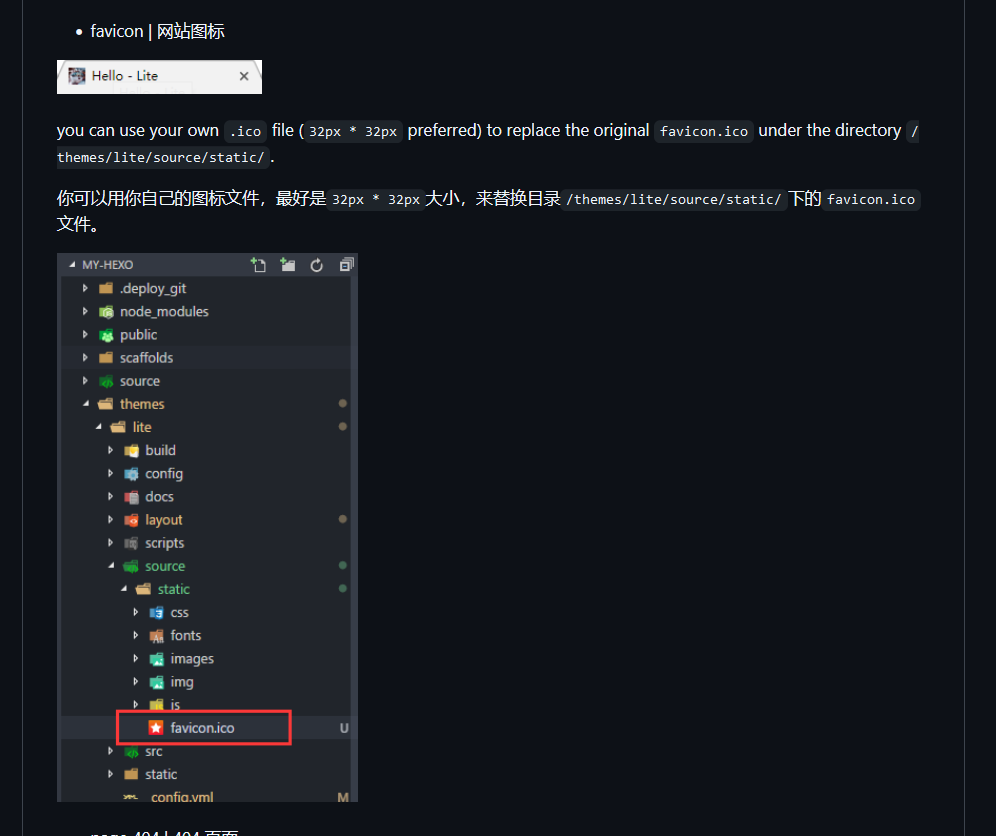 favicon | 网站图标
Hello - Lite
you can use your own .ico file ( 32px * 32px preferred) to replace the original favicon.ico under the directory /
themes/lite/source/static/ .
你可以用你自己的图标文件，最好是 32px * 32px 大小，来替换目录 /themes/lite/source/static/ 下的 favicon.ico
文件。
MY-HEXO
.deploy_git
node_modules
public
scaffolds
source
themes
lite
build
config
docs
layout
scripts
source
static
css
fonts
images
img
js
favicon.ico U
src
static
_config.yml M
page 404 | 404 页面